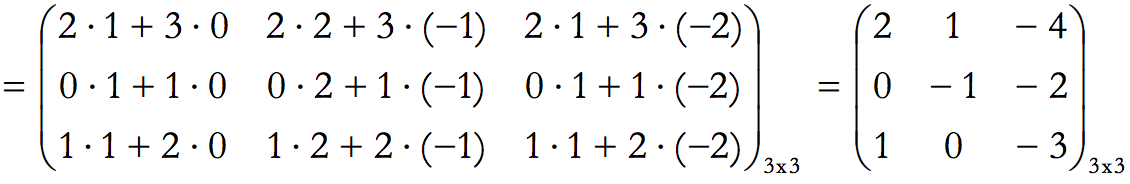 = ( 2 · 1 + 3 · 0   2 · 2 + 3 · (−1)   2 · 1 + 3 · (−2) )   ( 2   1   − 4 )
= ( 0 · 1 + 1 · 0   0 · 2 + 1 · (−1)   0 · 1 + 1 · (−2) ) = ( 0   − 1   − 2 )
( 1 · 1 + 2 · 0   1 · 2 + 2 · (−1)   1 · 1 + 2 · (−2) )3x3   ( 1   0   − 3 )3x3